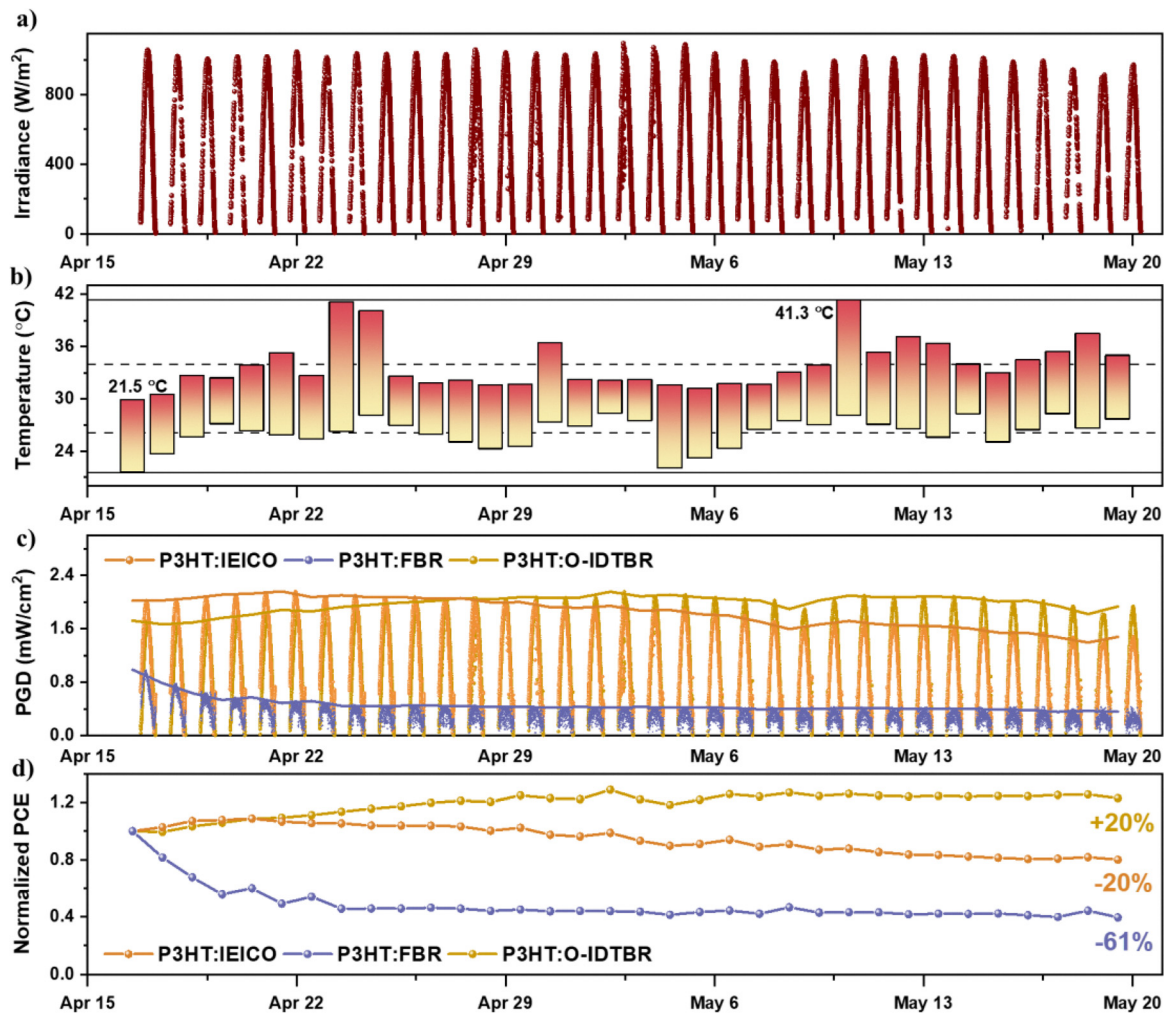 a)
Irradiance (W/m²)
800
400
0
Apr 15
Apr 22
Apr 29
May 6
May 13
May 20
b)
Temperature (°C)
42
36
30
24
21.5 °C
41.3 °C
Apr 15
Apr 22
Apr 29
May 6
May 13
May 20
c)
PGD (mW/cm²)
2.4
1.6
0.8
0.0
P3HT:IEICO
P3HT:FBR
P3HT:O-IDTBR
Apr 15
Apr 22
Apr 29
May 6
May 13
May 20
d)
Normalized PCE
1.2
0.8
0.4
0.0
+20%
-20%
-61%
P3HT:IEICO
P3HT:FBR
P3HT:O-IDTBR
Apr 15
Apr 22
Apr 29
May 6
May 13
May 20